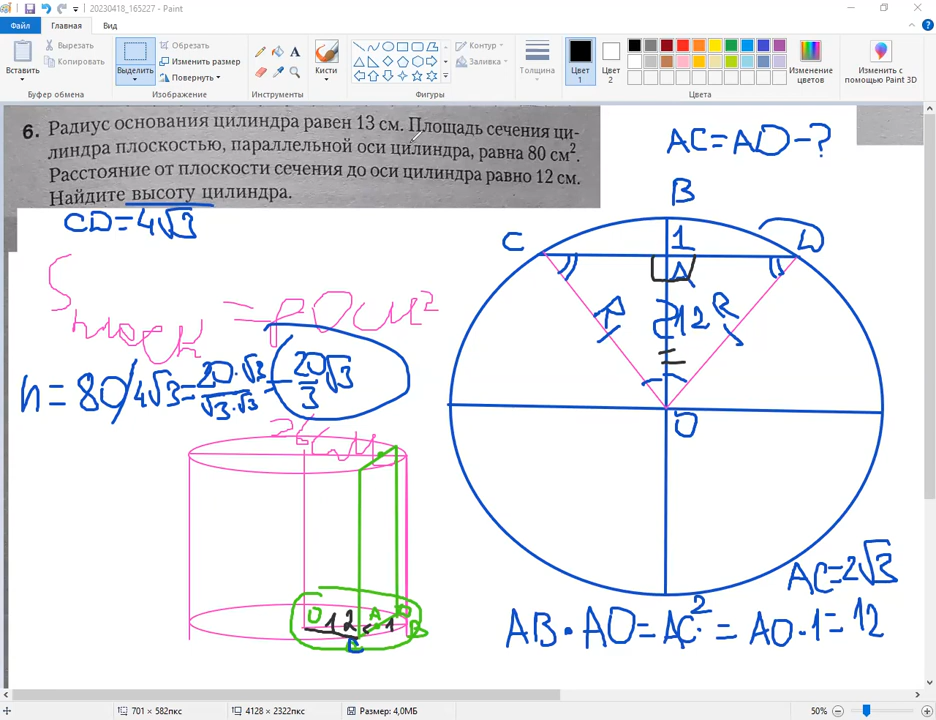 20230418_165227 - Paint
Файл Главная Вид
Вставить
Вырезать
Копировать
Буфер обмена
Выделить
Обрезать
Изменить размер
Повернуть
Изображение
Инструменты
Кисти
Контур
Заливка
Фигуры
Толщина
Цвет 1
Цвет 2
Цвета
Изменение цветов
Изменить с помощью Paint 3D
6. Радиус основания цилиндра равен 13 см. Площадь сечения ци-
линдра плоскостью, параллельной оси цилиндра, равна 80 см².
Расстояние от плоскости сечения до оси цилиндра равно 12 см.
Найдите высоту цилиндра.
AC=AD-?
CD=4√3
B
C 1 D
A
R 12 R
O
h=80/4√3=20·√3/√3·√3=20/3√3
26 см
O 12 A 1 B
AC=2√3
AB·AO=AC²=AO·1=12
701 × 582пкс
4128 × 2322пкс
Размер: 4,0МБ
50%